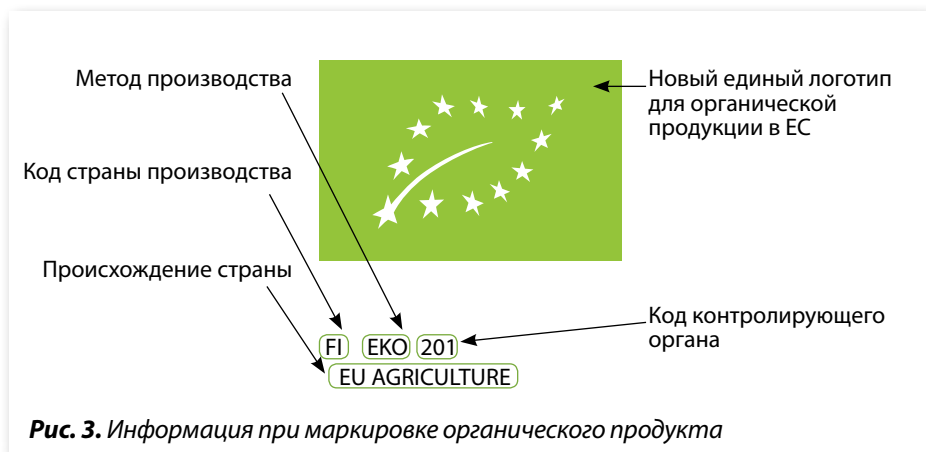 Метод производства
Код страны производства
Происхождение страны
Новый единый логотип
для органической
продукции в ЕС
Код контролирующего
органа
FI EKO 201
EU AGRICULTURE
Рис. 3. Информация при маркировке органического продукта